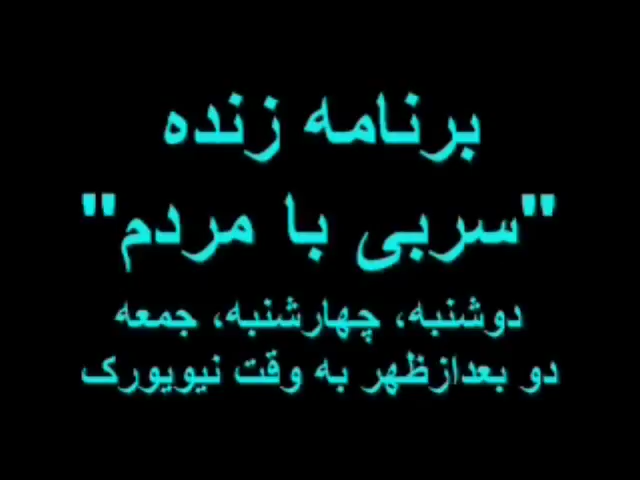 برنامه زنده
"سربی با مردم"
دوشنبه، چهارشنبه، جمعه
دو بعدازظهر به وقت نیویورک